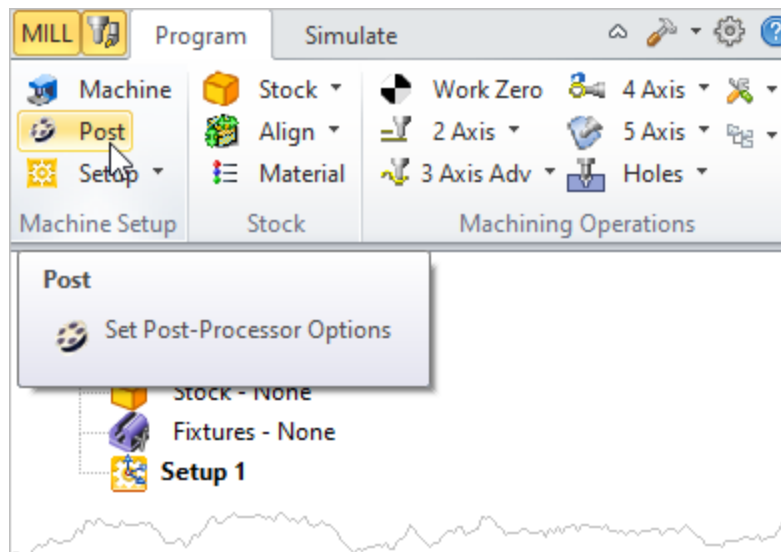 MILL Program Simulate
Machine Stock Work Zero 4 Axis
Post Align 2 Axis 5 Axis
Setup Material 3 Axis Adv Holes
Machine Setup Stock Machining Operations
Post
Set Post-Processor Options
Stock - None
Fixtures - None
Setup 1